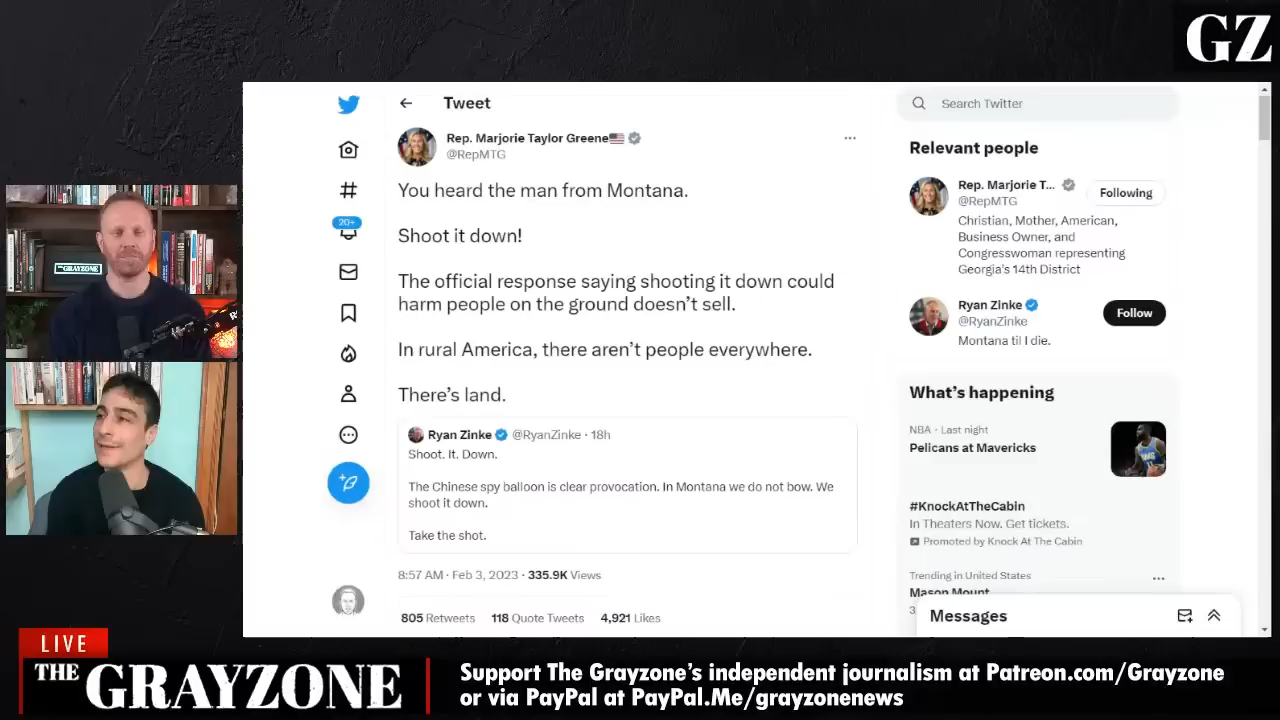 GZ
Tweet
Search Twitter
Rep. Marjorie Taylor Greene🇺🇸
@RepMTG
You heard the man from Montana.
Shoot it down!
The official response saying shooting it down could
harm people on the ground doesn't sell.
In rural America, there aren't people everywhere.
There's land.
Ryan Zinke @RyanZinke · 18h
Shoot. It. Down.
The Chinese spy balloon is clear provocation. In Montana we do not bow. We
shoot it down.
Take the shot.
8:57 AM · Feb 3, 2023 · 335.9K Views
805 Retweets 118 Quote Tweets 4,921 Likes
20+
Relevant people
Rep. Marjorie T...
@RepMTG
Following
Christian, Mother, American,
Business Owner, and
Congresswoman representing
Georgia's 14th District
Ryan Zinke
@RyanZinke
Follow
Montana til I die.
What's happening
NBA · Last night
Pelicans at Mavericks
#KnockAtTheCabin
In Theaters Now. Get tickets.
Promoted by Knock At The Cabin
Trending in United States
Mason Mount
Messages
THE GRAYZONE
LIVE
THE GRAYZONE
Support The Grayzone's independent journalism at Patreon.com/Grayzone
or via PayPal at PayPal.Me/grayzonenews